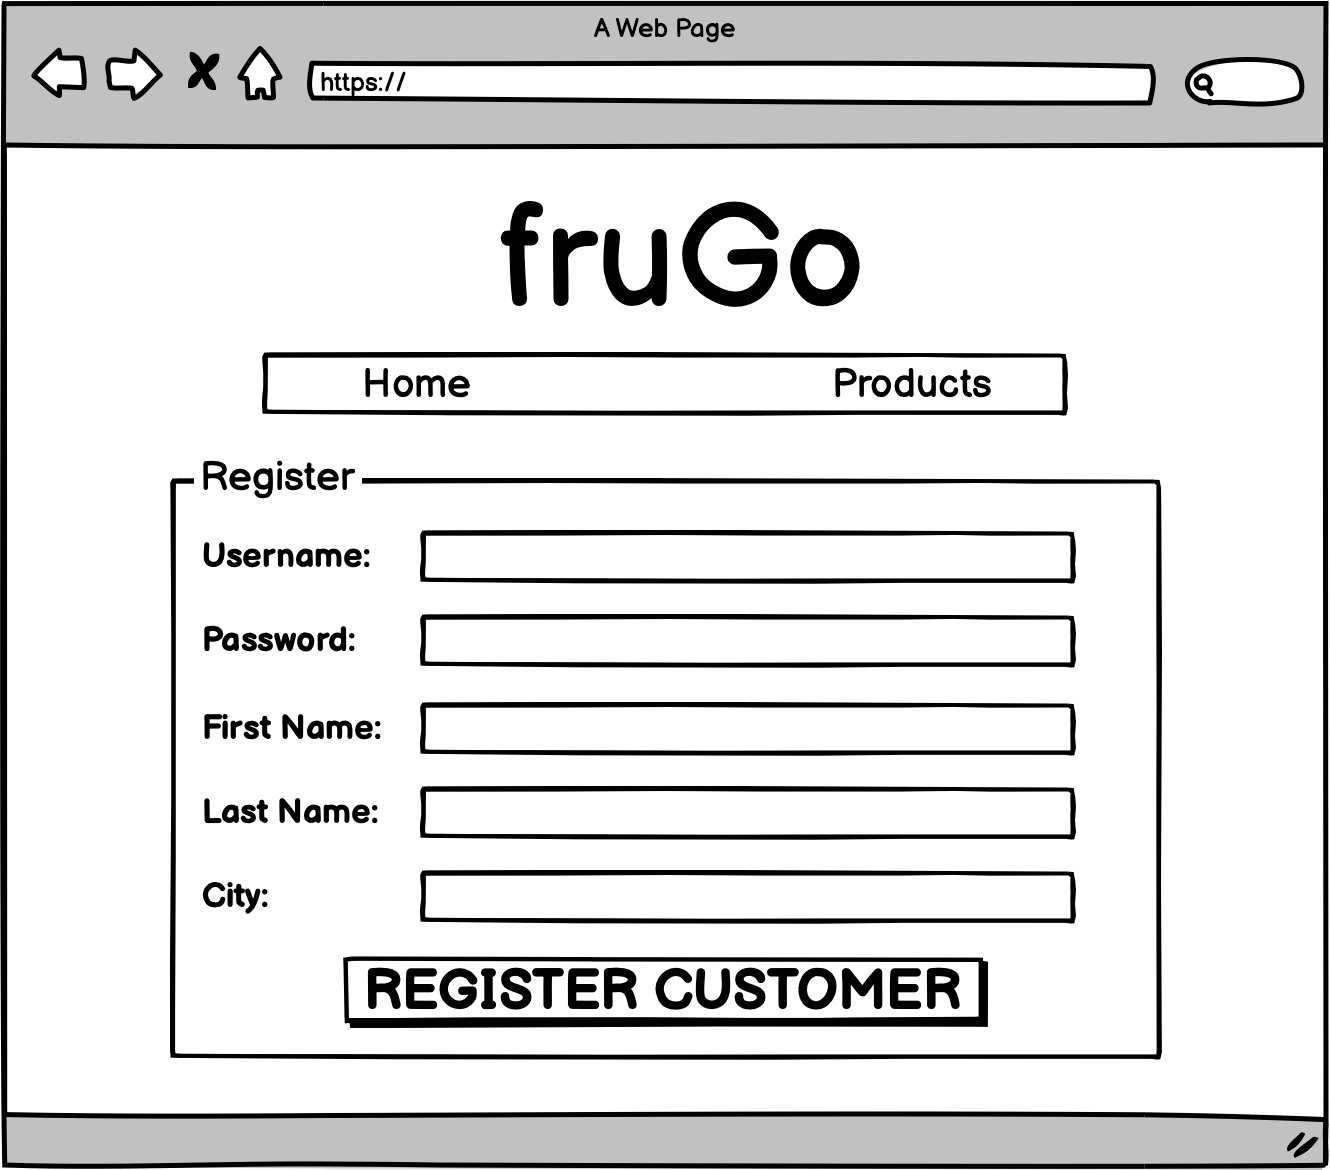 A Web Page
https://
fruGo
Home Products
Register
Username:
Password:
First Name:
Last Name:
City:
REGISTER CUSTOMER